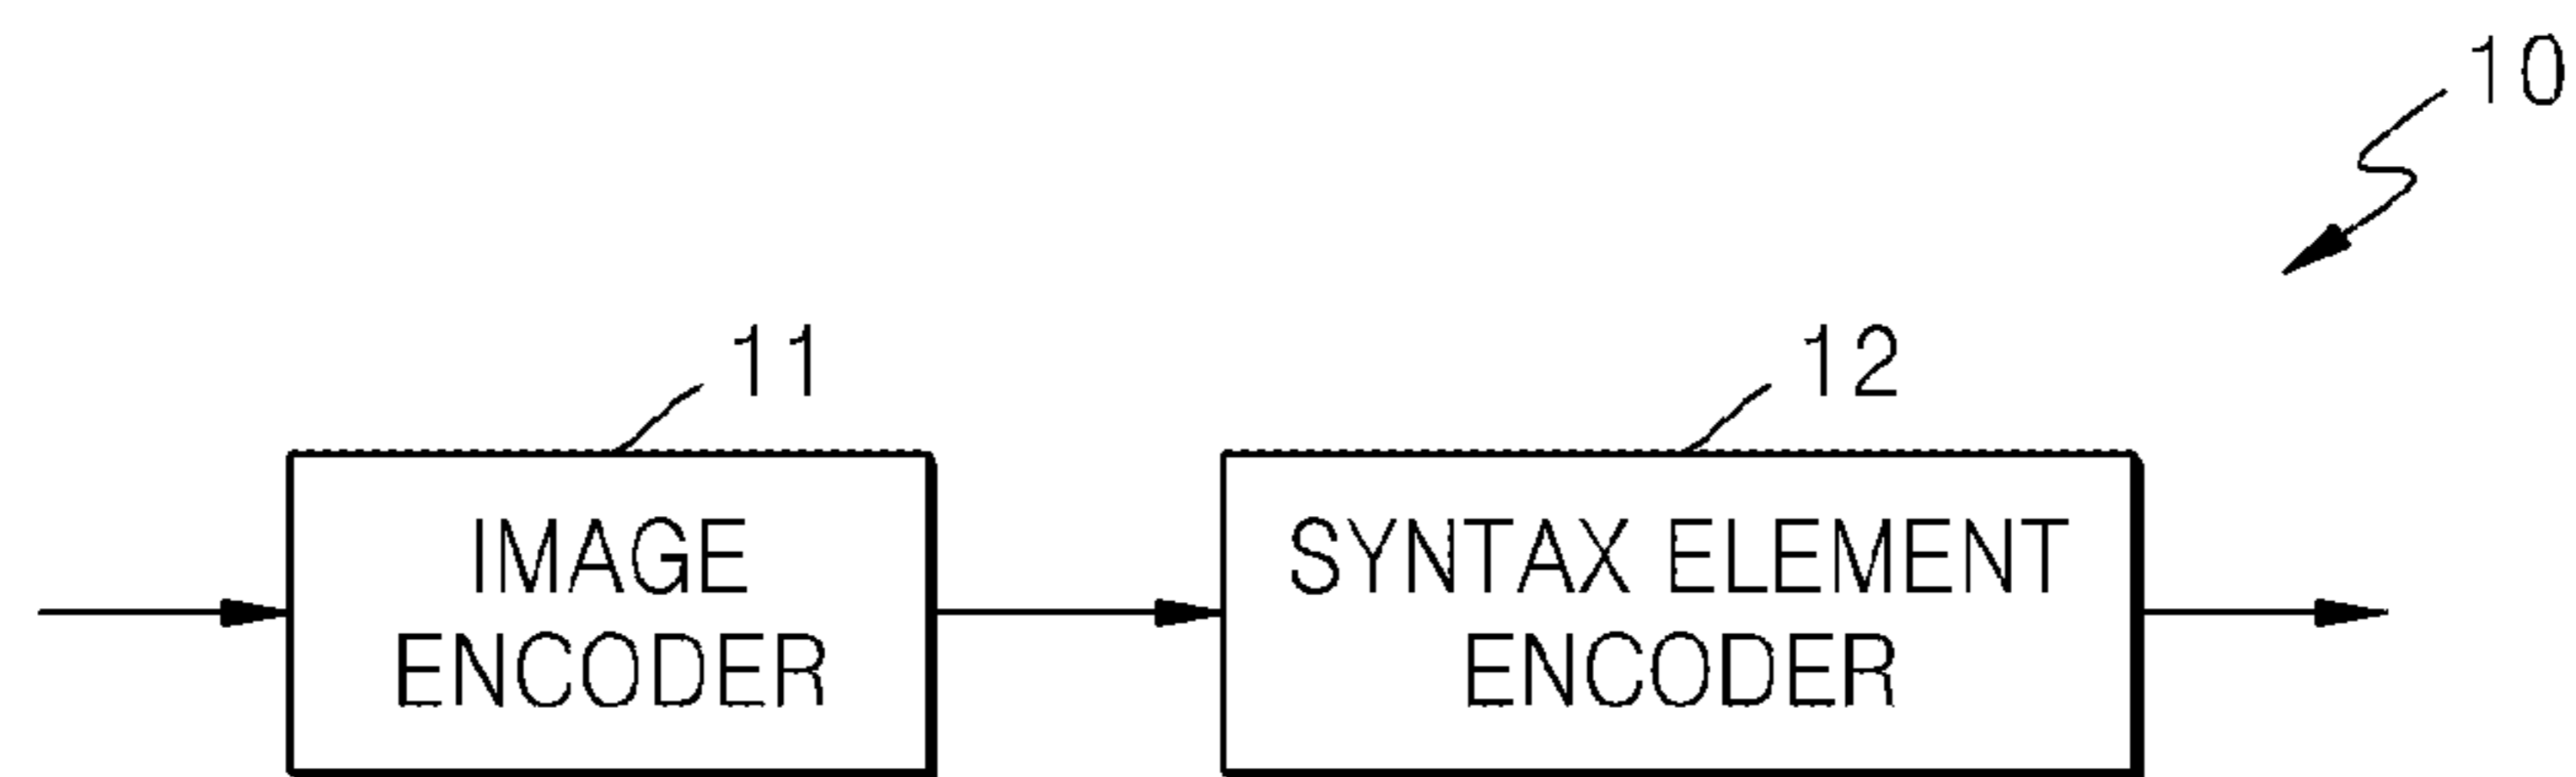 10
11
12
IMAGE
ENCODER
SYNTAX ELEMENT
ENCODER